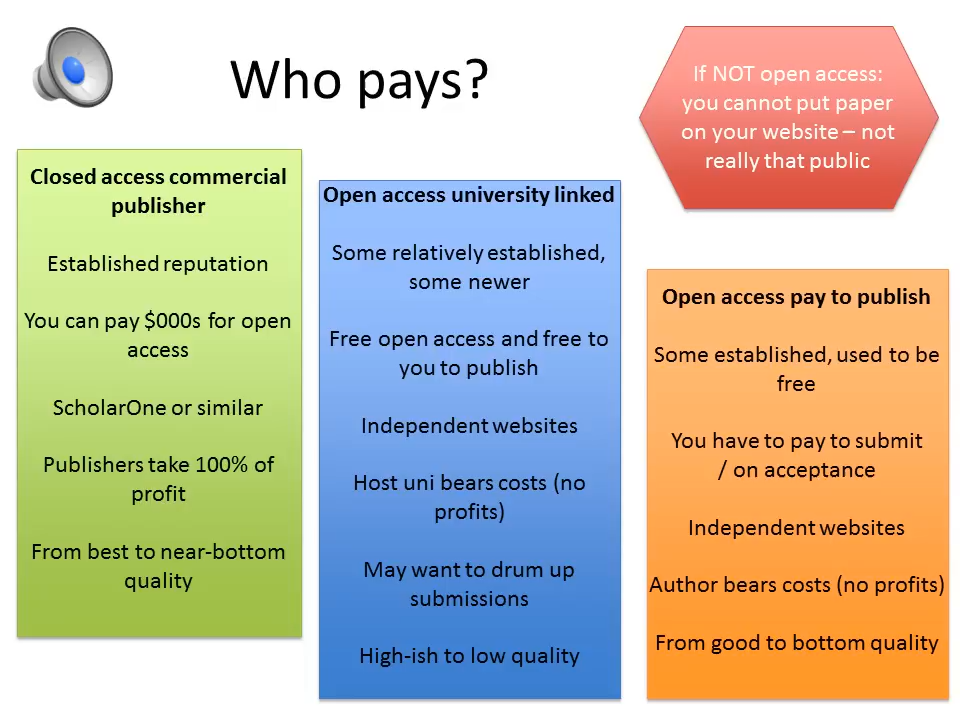 Who pays?
If NOT open access:
you cannot put paper
on your website – not
really that public
Closed access commercial
publisher
Established reputation
You can pay $000s for open
access
ScholarOne or similar
Publishers take 100% of
profit
From best to near-bottom
quality
Open access university linked
Some relatively established,
some newer
Free open access and free to
you to publish
Independent websites
Host uni bears costs (no
profits)
May want to drum up
submissions
High-ish to low quality
Open access pay to publish
Some established, used to be
free
You have to pay to submit
/ on acceptance
Independent websites
Author bears costs (no profits)
From good to bottom quality